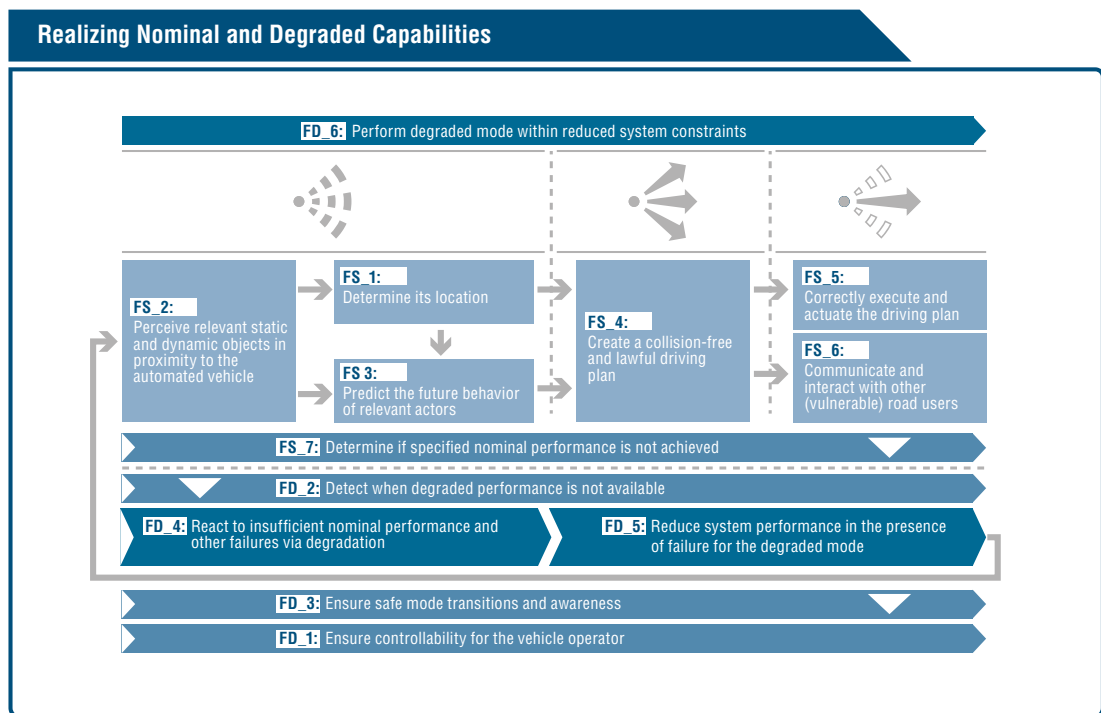 Realizing Nominal and Degraded Capabilities
FD_6: Perform degraded mode within reduced system constraints
FS_2:
Perceive relevant static
and dynamic objects in
proximity to the
automated vehicle
FS_1:
Determine its location
FS 3:
Predict the future behavior
of relevant actors
FS_4:
Create a collision-free
and lawful driving
plan
FS_5:
Correctly execute and
actuate the driving plan
FS_6:
Communicate and
interact with other
(vulnerable) road users
FS_7: Determine if specified nominal performance is not achieved
FD_2: Detect when degraded performance is not available
FD_4: React to insufficient nominal performance and
other failures via degradation
FD_5: Reduce system performance in the presence
of failure for the degraded mode
FD_3: Ensure safe mode transitions and awareness
FD_1: Ensure controllability for the vehicle operator